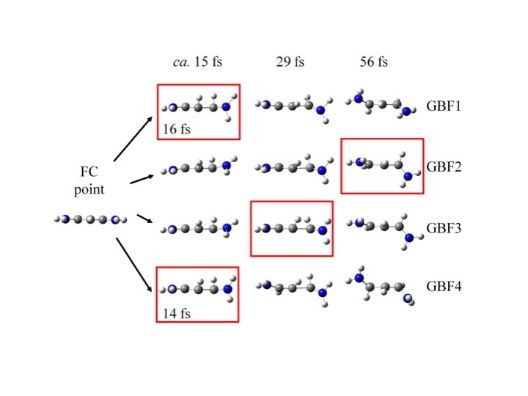 ca. 15 fs 29 fs 56 fs
GBF1
16 fs
FC
point
GBF2
GBF3
GBF4
14 fs